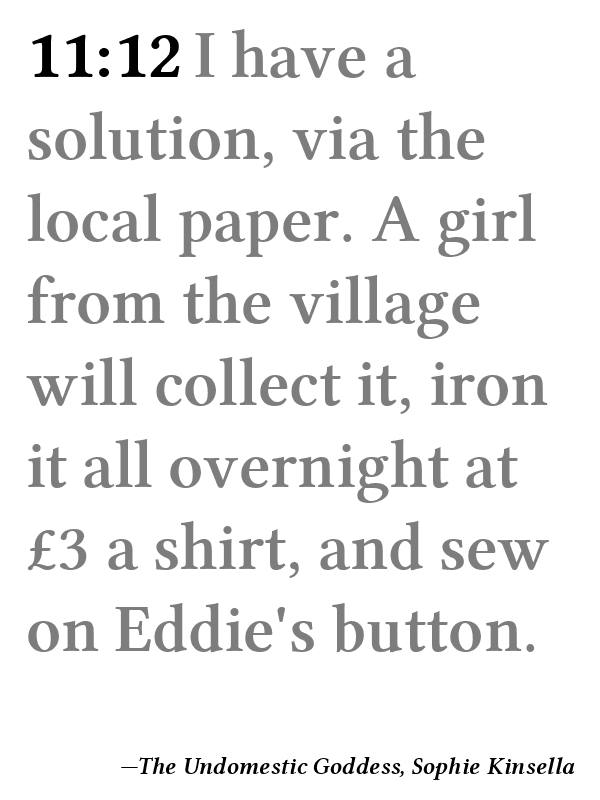 11:12 I have a
solution, via the
local paper. A girl
from the village
will collect it, iron
it all overnight at
£3 a shirt, and sew
on Eddie's button.
—The Undomestic Goddess, Sophie Kinsella